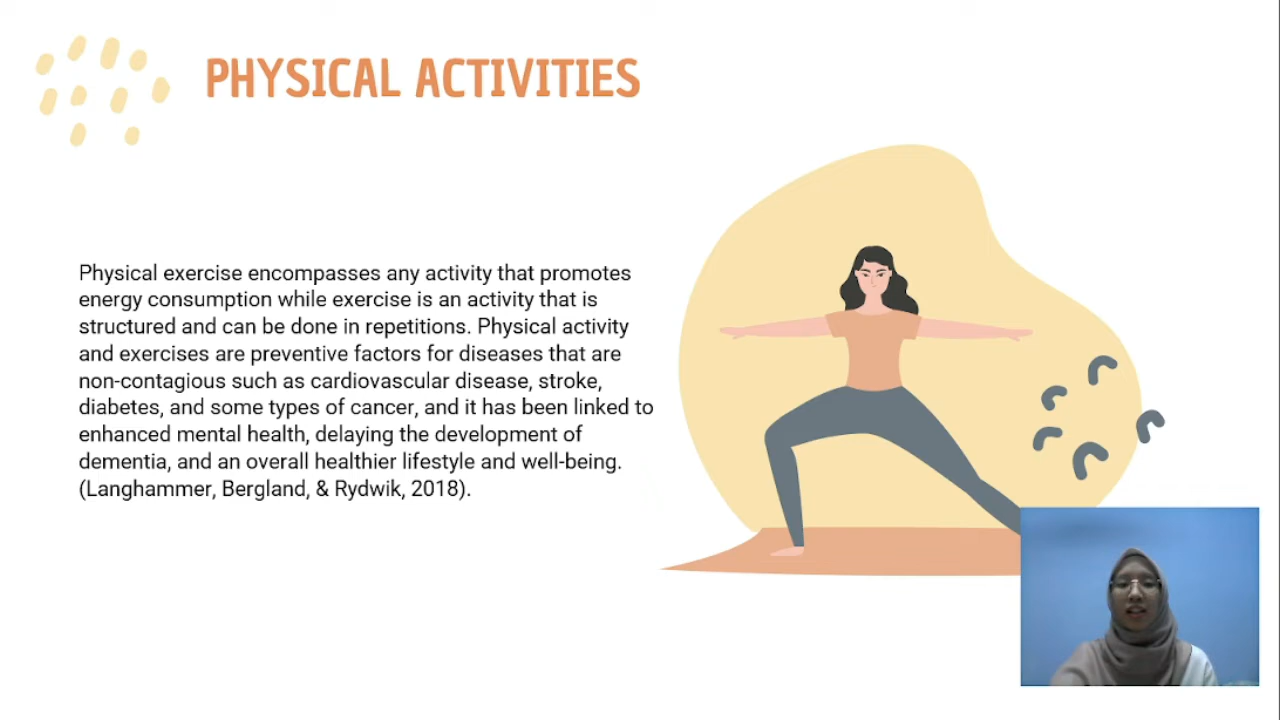 PHYSICAL ACTIVITIES
Physical exercise encompasses any activity that promotes
energy consumption while exercise is an activity that is
structured and can be done in repetitions. Physical activity
and exercises are preventive factors for diseases that are
non-contagious such as cardiovascular disease, stroke,
diabetes, and some types of cancer, and it has been linked to
enhanced mental health, delaying the development of
dementia, and an overall healthier lifestyle and well-being.
(Langhammer, Bergland, & Rydwik, 2018).